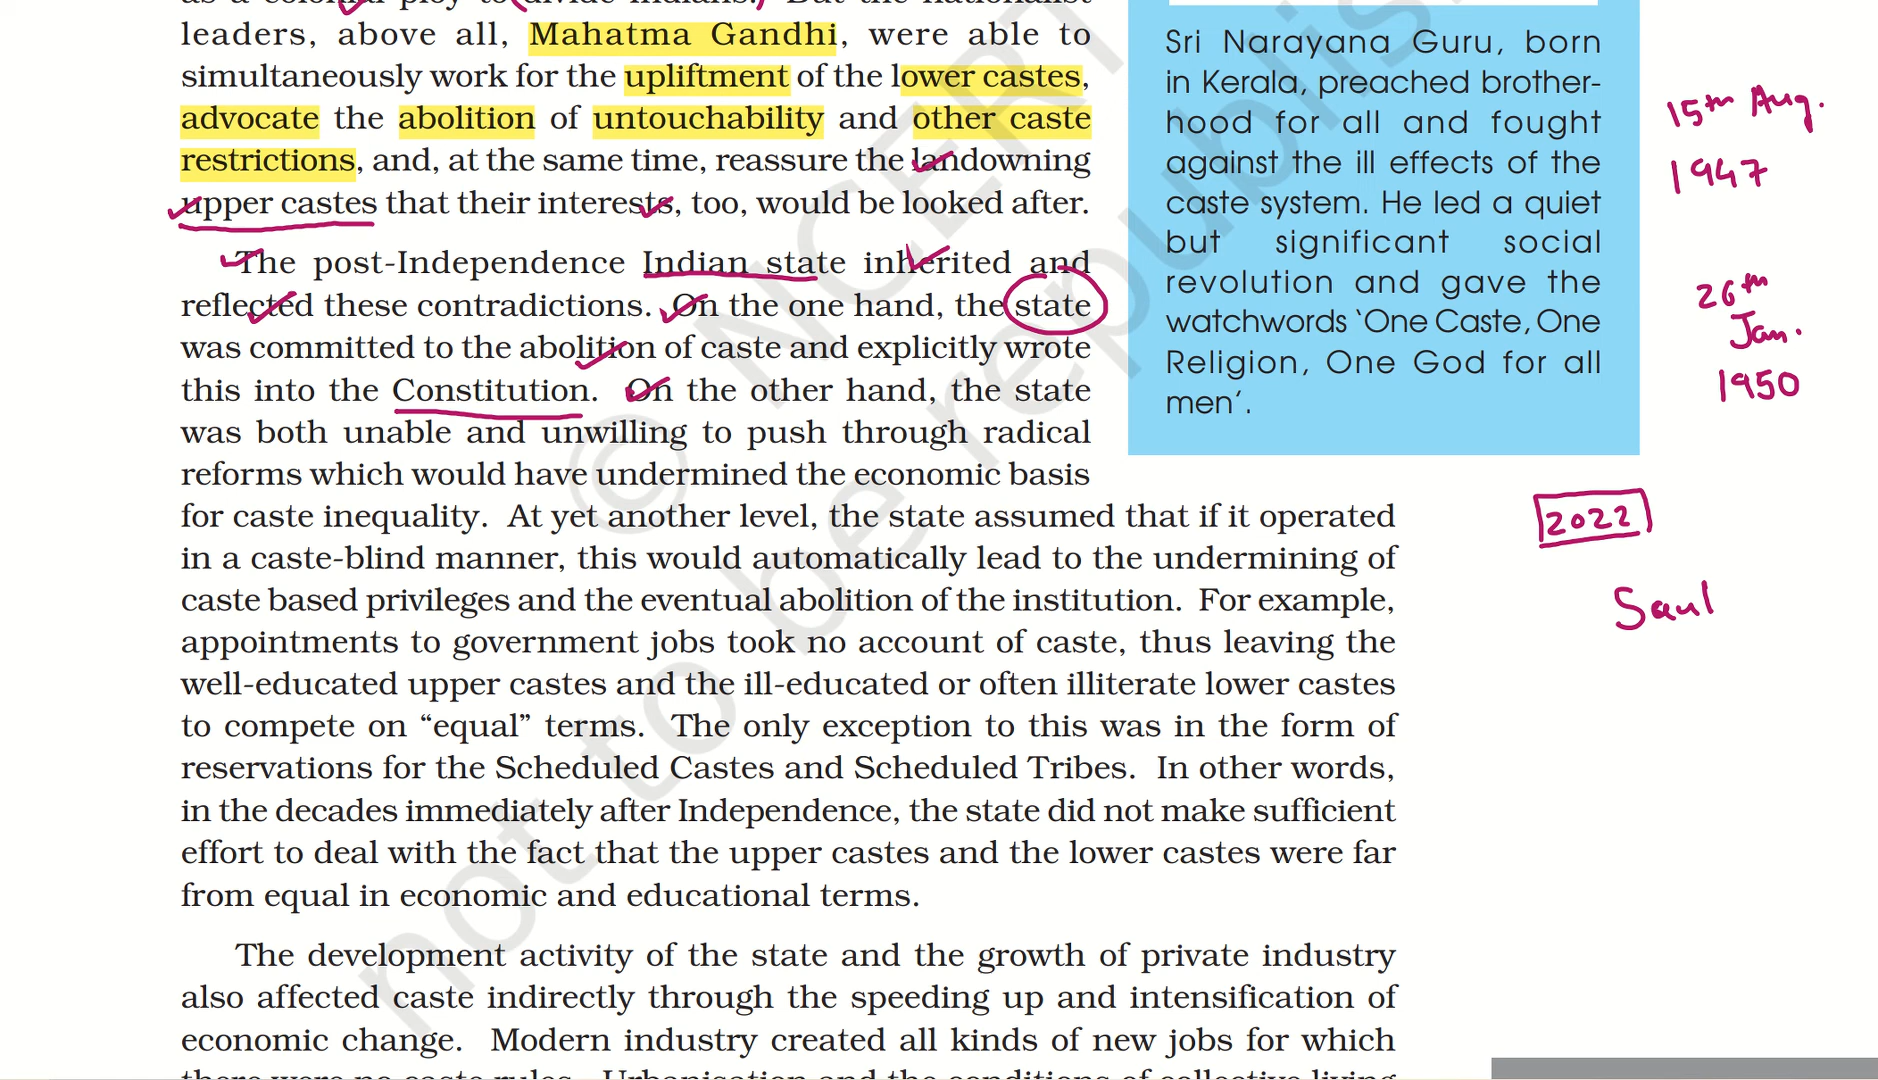 leaders, above all, Mahatma Gandhi, were able to
simultaneously work for the upliftment of the lower castes,
advocate the abolition of untouchability and other caste
restrictions, and, at the same time, reassure the landowning
upper castes that their interests, too, would be looked after.
The post-Independence Indian state inherited and
reflected these contradictions. On the one hand, the state
was committed to the abolition of caste and explicitly wrote
this into the Constitution. On the other hand, the state
was both unable and unwilling to push through radical
reforms which would have undermined the economic basis
for caste inequality. At yet another level, the state assumed that if it operated
in a caste-blind manner, this would automatically lead to the undermining of
caste based privileges and the eventual abolition of the institution. For example,
appointments to government jobs took no account of caste, thus leaving the
well-educated upper castes and the ill-educated or often illiterate lower castes
to compete on “equal” terms. The only exception to this was in the form of
reservations for the Scheduled Castes and Scheduled Tribes. In other words,
in the decades immediately after Independence, the state did not make sufficient
effort to deal with the fact that the upper castes and the lower castes were far
from equal in economic and educational terms.
The development activity of the state and the growth of private industry
also affected caste indirectly through the speeding up and intensification of
economic change. Modern industry created all kinds of new jobs for which
Sri Narayana Guru, born
in Kerala, preached brother-
hood for all and fought
against the ill effects of the
caste system. He led a quiet
but significant social
revolution and gave the
watchwords ‘One Caste, One
Religion, One God for all
men’.
15th Aug.
1947
26th
Jan.
1950
2022
© NCERT
not to be republis